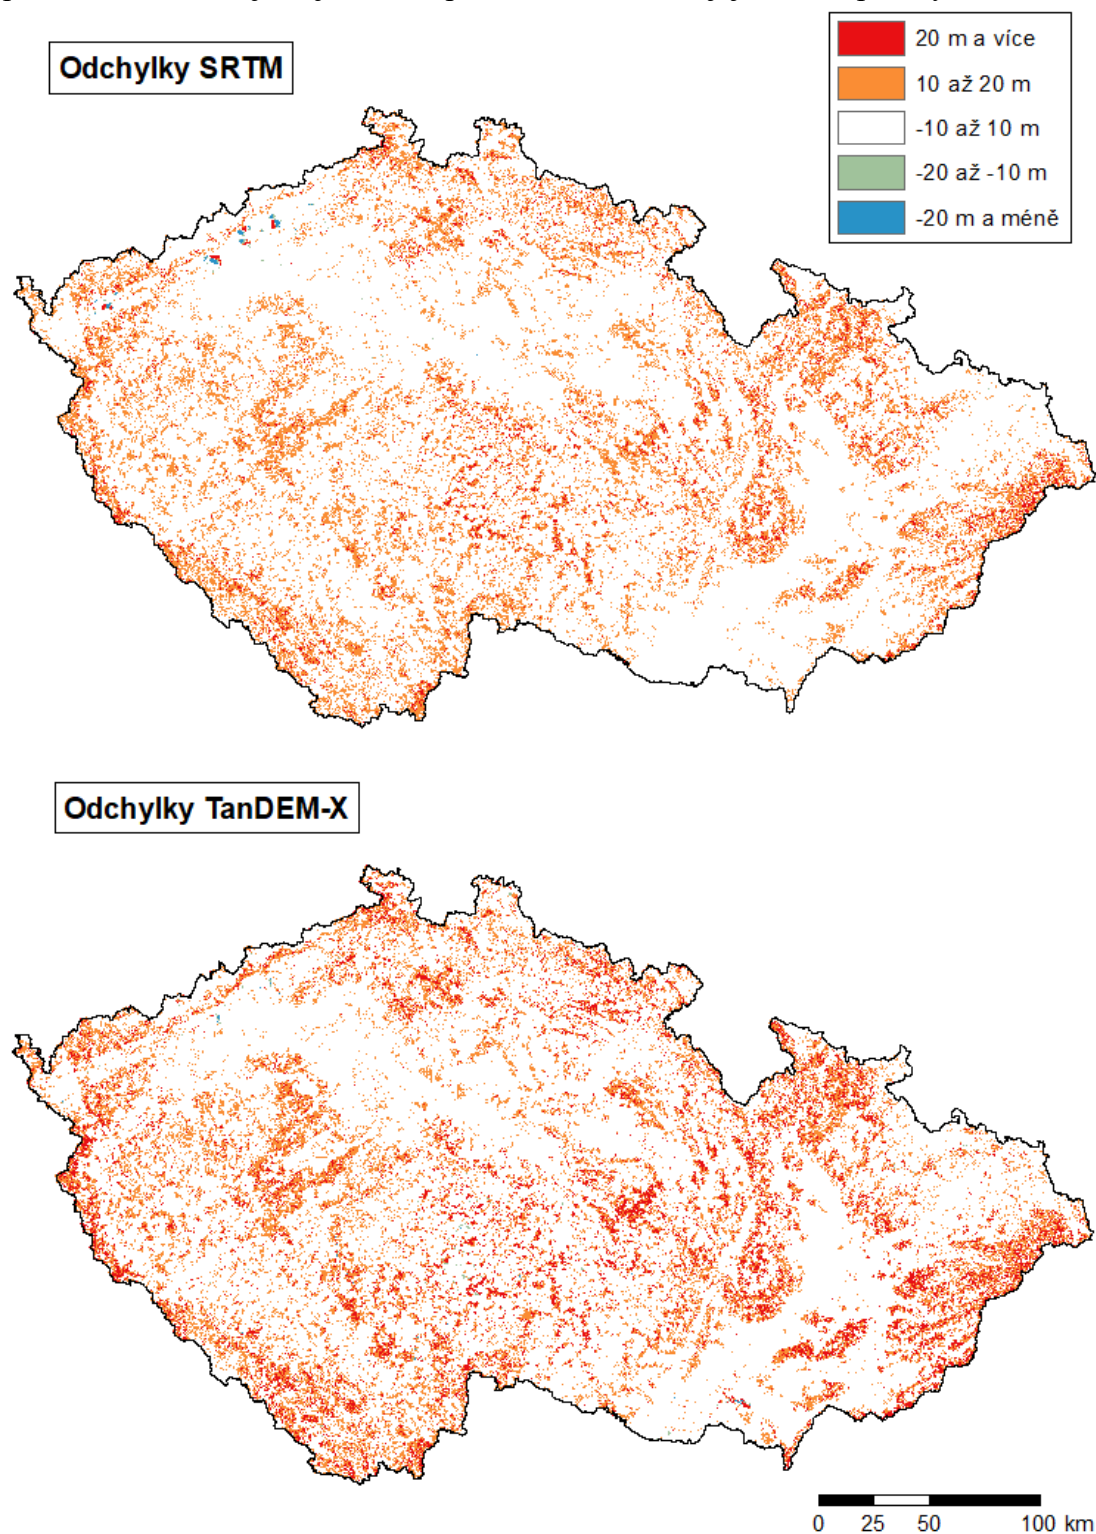 Odchylky SRTM
20 m a více
10 až 20 m
-10 až 10 m
-20 až -10 m
-20 m a méně
Odchylky TanDEM-X
0 25 50 100 km